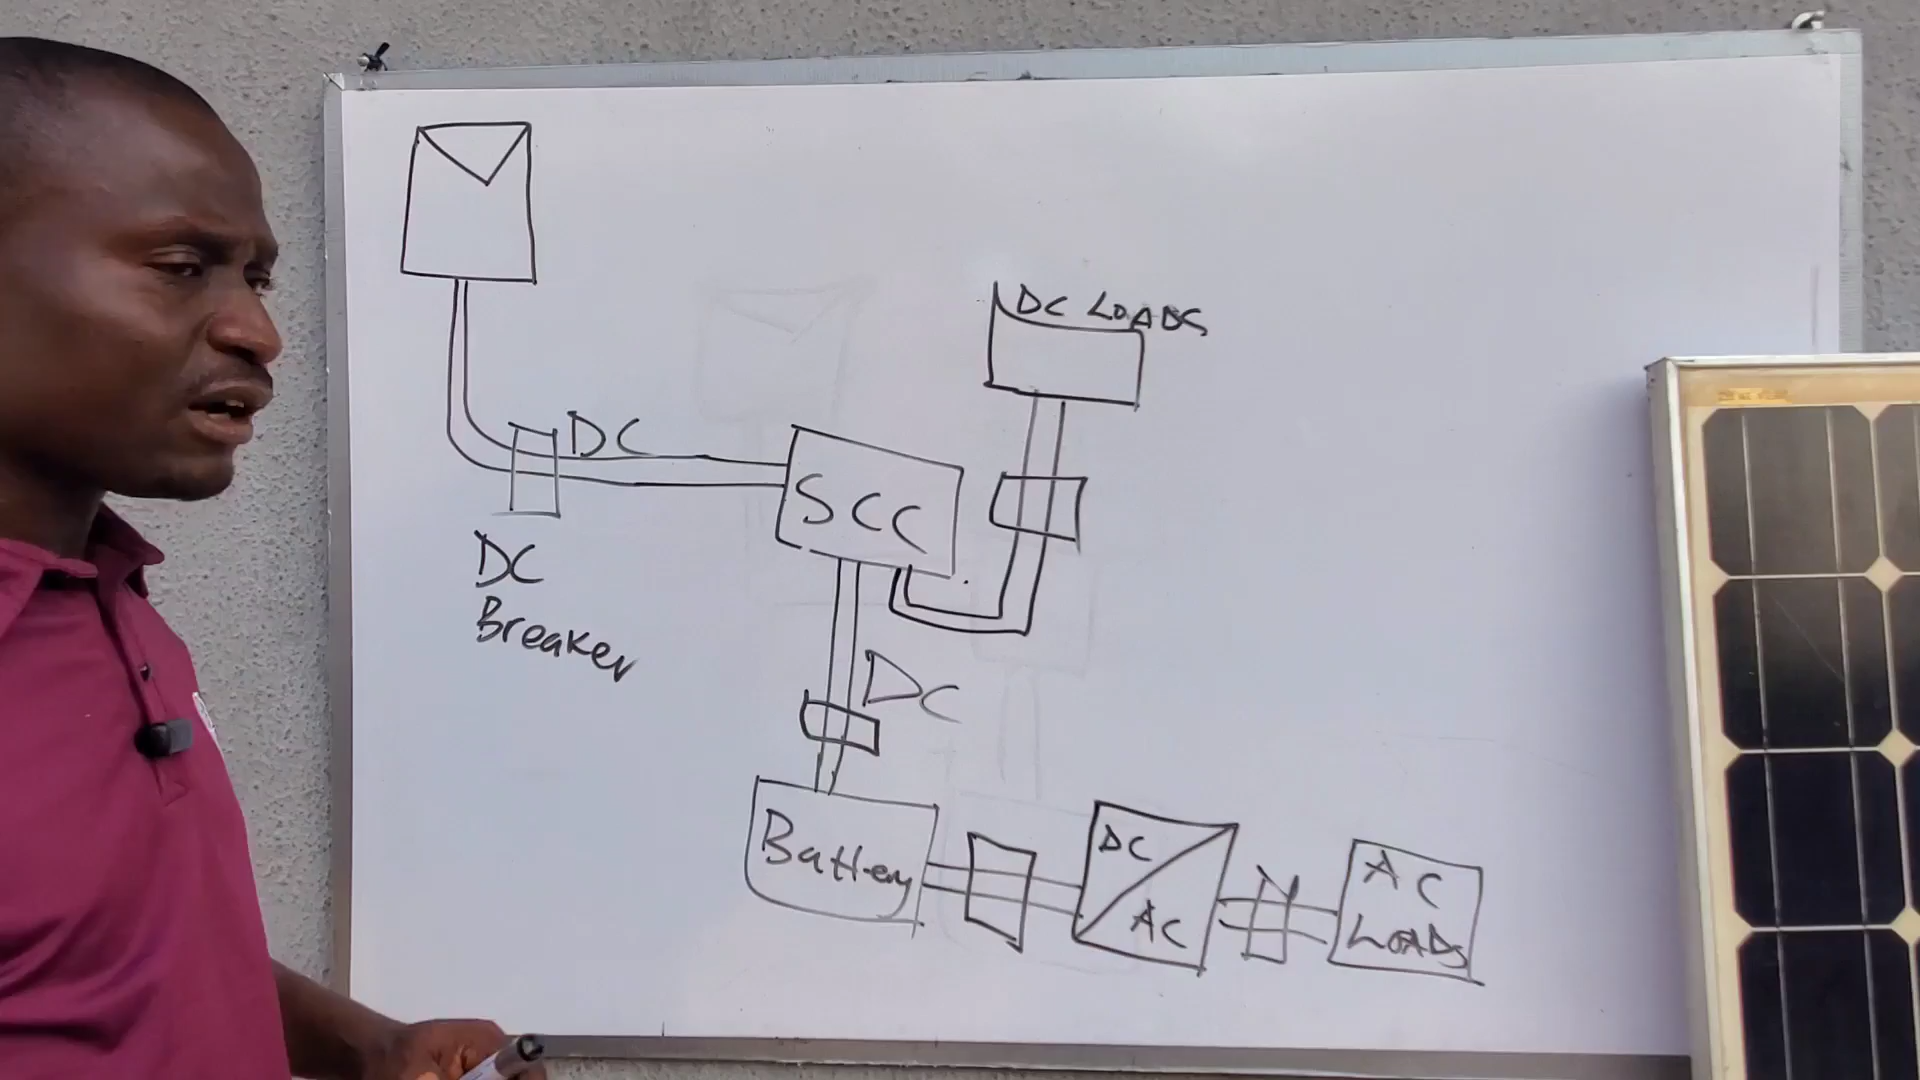 DC LOADS
DC
SCC
DC
Breaker
DC
Battery
DC
AC
AC
LOADS